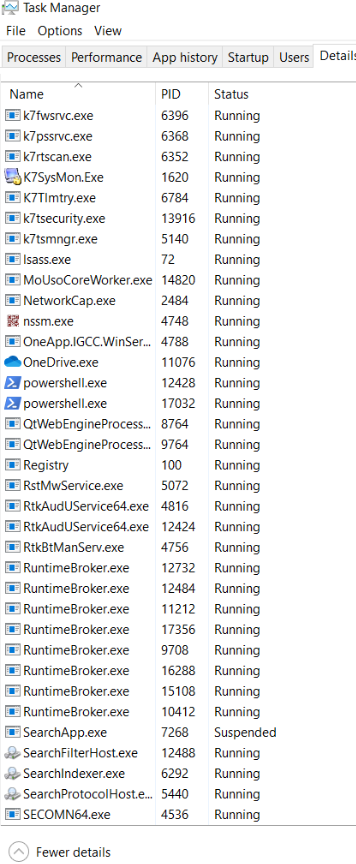 Task Manager
File Options View
Processes Performance App history Startup Users Details
Name PID Status
k7fwsrvc.exe 6396 Running
k7pssrvc.exe 6368 Running
k7rtscan.exe 6352 Running
K7SysMon.Exe 1620 Running
K7TlmtrY.exe 6784 Running
k7tsecurity.exe 13916 Running
k7tsmngr.exe 5140 Running
lsass.exe 72 Running
MoUsoCoreWorker.exe 14820 Running
NetworkCap.exe 2484 Running
nssm.exe 4748 Running
OneApp.IGCC.WinSer... 4788 Running
OneDrive.exe 11076 Running
powershell.exe 12428 Running
powershell.exe 17032 Running
QtWebEngineProcess... 8764 Running
QtWebEngineProcess... 9764 Running
Registry 100 Running
RstMwService.exe 5072 Running
RtkAudUService64.exe 4816 Running
RtkAudUService64.exe 12424 Running
RtkBtManServ.exe 4756 Running
RuntimeBroker.exe 12732 Running
RuntimeBroker.exe 12484 Running
RuntimeBroker.exe 11212 Running
RuntimeBroker.exe 17356 Running
RuntimeBroker.exe 9708 Running
RuntimeBroker.exe 16288 Running
RuntimeBroker.exe 15108 Running
RuntimeBroker.exe 10412 Running
SearchApp.exe 7268 Suspended
SearchFilterHost.exe 12488 Running
SearchIndexer.exe 6292 Running
SearchProtocolHost.e... 5440 Running
SECOMN64.exe 4536 Running
Fewer details